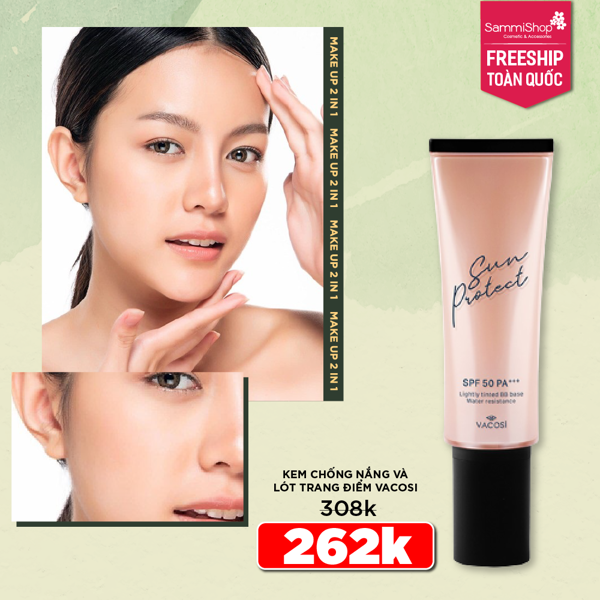 SammiShop
Cosmetic & Accessories
FREESHIP
TOÀN QUỐC
MAKE UP 2 IN 1
MAKE UP 2 IN 1
MAKE UP 2 IN 1
MAKE UP 2 IN 1
Sun
Protect
SPF 50 PA+++
Lightly tinted BB base
Water resistance
VACOSI
KEM CHỐNG NẮNG VÀ
LÓT TRANG ĐIỂM VACOSI
308k
262k